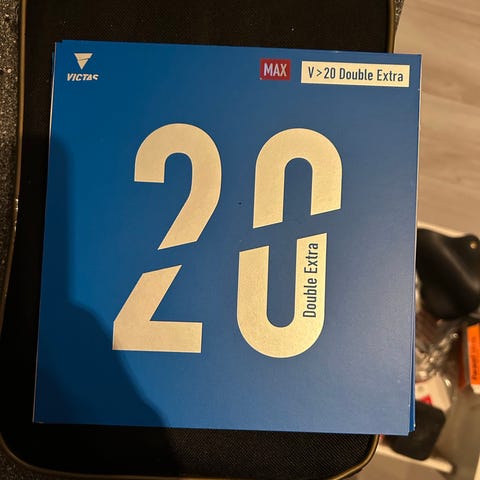 VICTAS
MAX
V>20 Double Extra
20
Double Extra